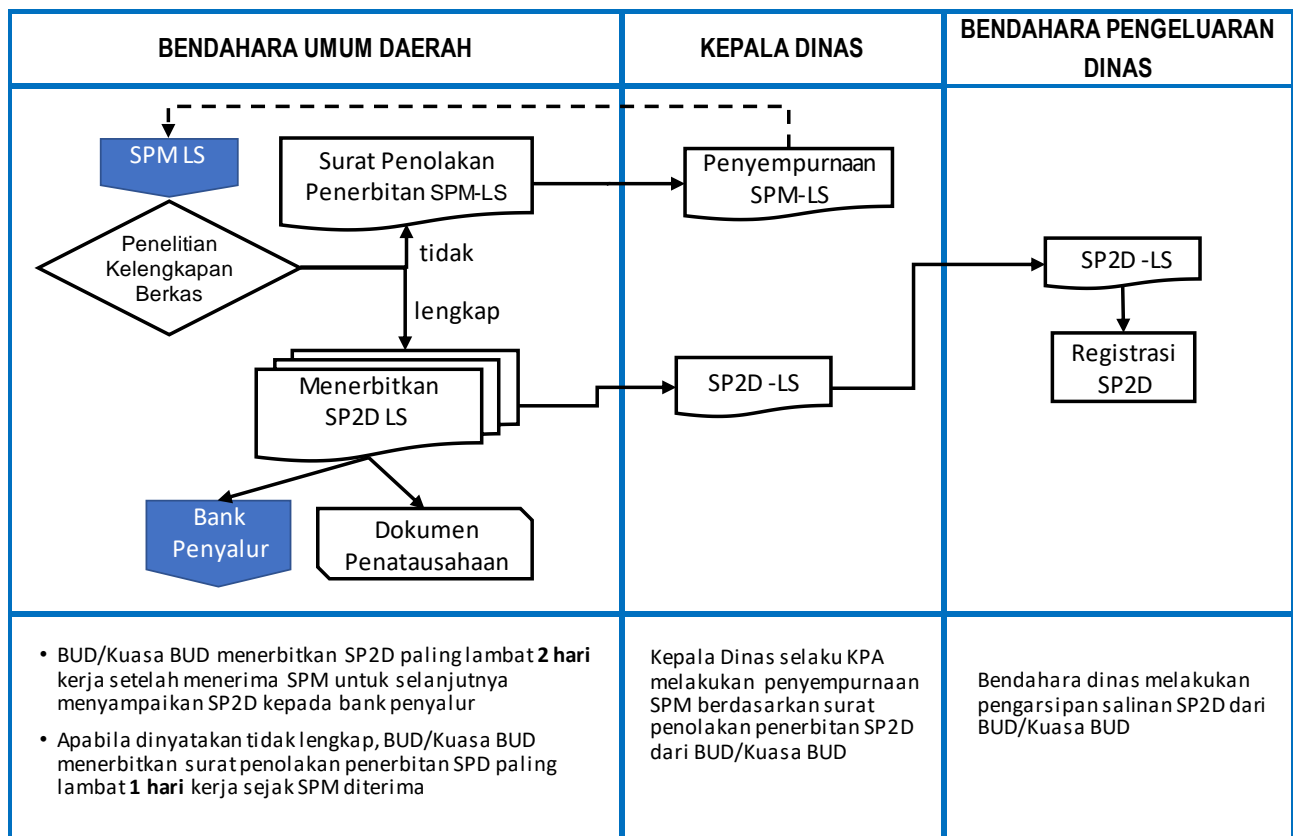 BENDAHARA UMUM DAERAH
KEPALA DINAS
BENDAHARA PENGELUARAN
DINAS
SPM LS
Surat Penolakan
Penerbitan SPM-LS
Penyempurnaan
SPM-LS
Penelitian
Kelengkapan
Berkas
tidak
lengkap
SP2D -LS
Registrasi
SP2D
Menerbitkan
SP2D LS
SP2D -LS
Bank
Penyalur
Dokumen
Penatausahaan
• BUD/Kuasa BUD menerbitkan SP2D paling lambat 2 hari
kerja setelah menerima SPM untuk selanjutnya
menyampaikan SP2D kepada bank penyalur
• Apabila dinyatakan tidak lengkap, BUD/Kuasa BUD
menerbitkan surat penolakan penerbitan SPD paling
lambat 1 hari kerja sejak SPM diterima
Kepala Dinas selaku KPA
melakukan penyempurnaan
SPM berdasarkan surat
penolakan penerbitan SP2D
dari BUD/Kuasa BUD
Bendahara dinas melakukan
pengarsipan salinan SP2D dari
BUD/Kuasa BUD